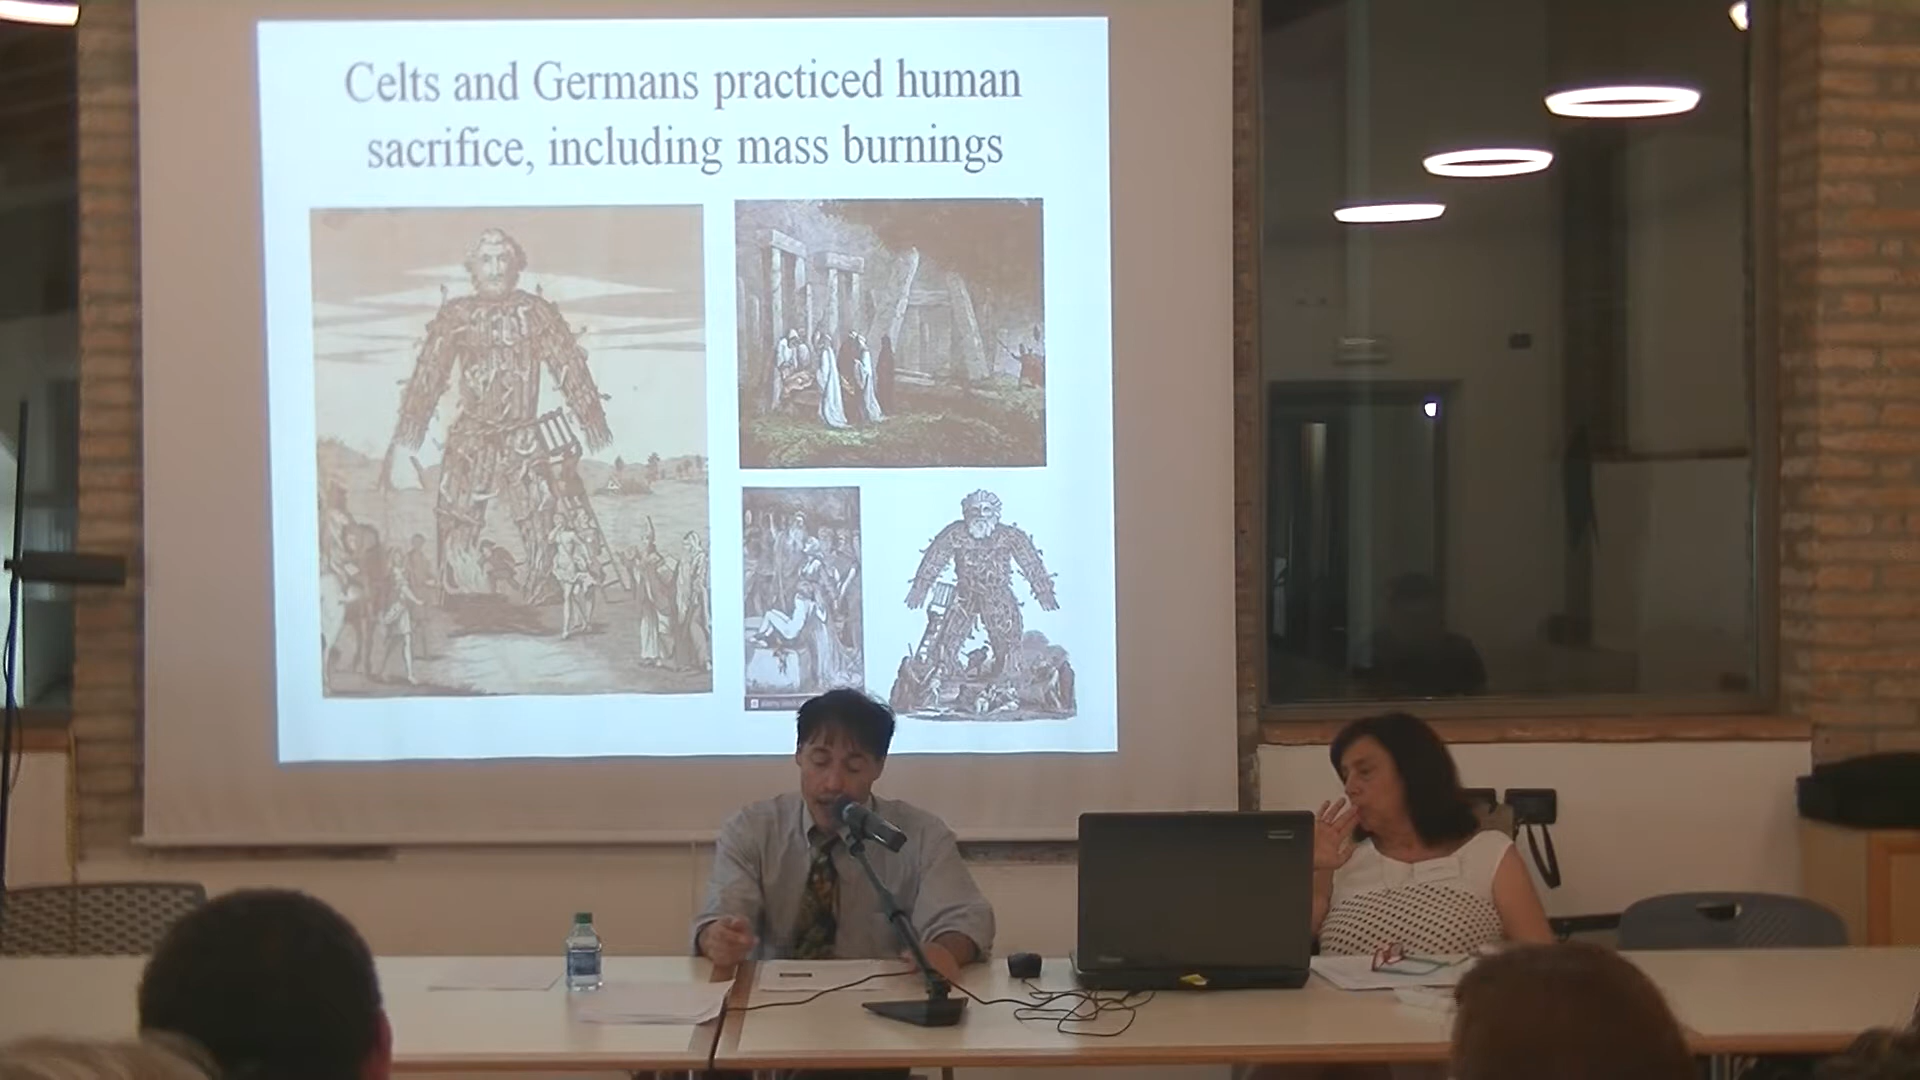 Celts and Germans practiced human
sacrifice, including mass burnings